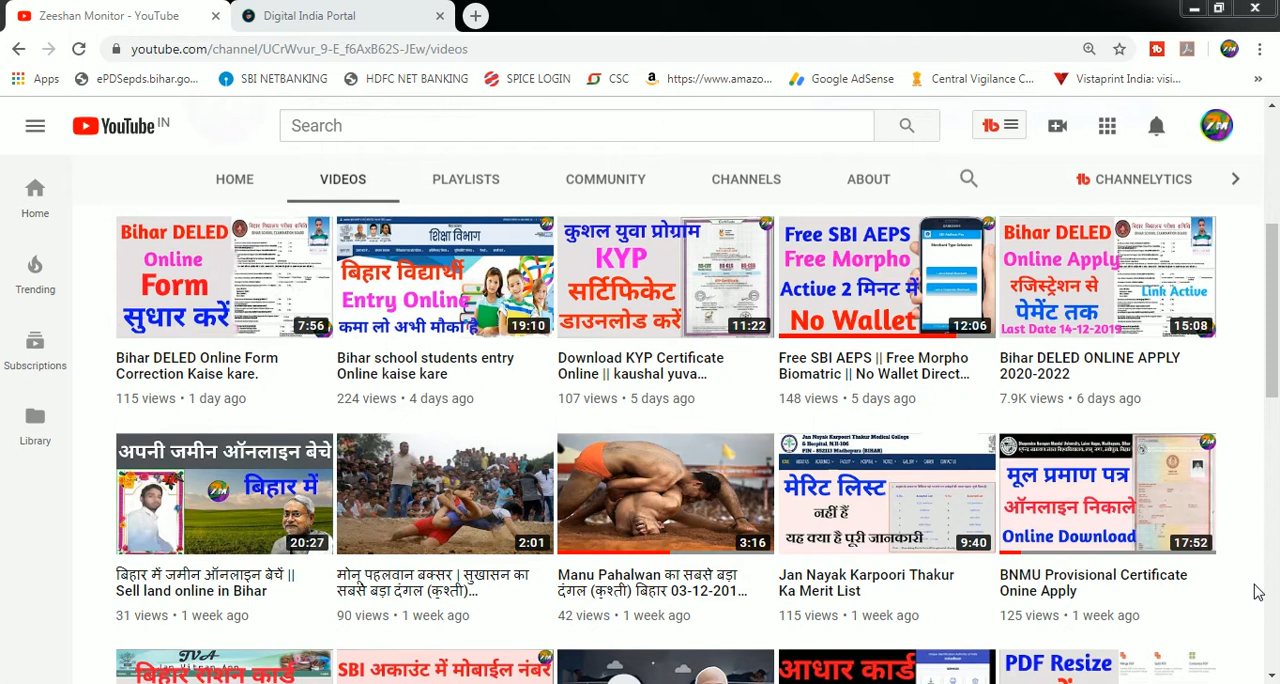 Zeeshan Monitor - YouTube
Digital India Portal
youtube.com/channel/UCrWvur_9-E_f6AxB62S-JEw/videos
Apps ePDSepds.bihar.go... SBI NETBANKING HDFC NET BANKING SPICE LOGIN CSC https://www.amazo... Google AdSense Central Vigilance C... Vistaprint India: visi... »
YouTube IN
Search
HOME VIDEOS PLAYLISTS COMMUNITY CHANNELS ABOUT CHANNELYTICS
Home
Trending
Subscriptions
Library
Bihar DELED
Online
Form
सुधार करें
7:56
Bihar DELED Online Form
Correction Kaise kare.
115 views • 1 day ago
शिक्षा विभाग
बिहार विद्यार्थी
Entry Online
कमा लो अभी मौका है
19:10
Bihar school students entry
Online kaise kare
224 views • 4 days ago
कुशल युवा प्रोग्राम
KYP
सर्टिफिकेट
डाउनलोड करें
11:22
Download KYP Certificate
Online || kaushal yuva...
107 views • 5 days ago
Free SBI AEPS
Free Morpho
Active 2 मिनट में
No Wallet
12:06
Free SBI AEPS || Free Morpho
Biometric || No Wallet Direct...
148 views • 5 days ago
Bihar DELED
Online Apply
रजिस्ट्रेशन से
Link Active
पेमेंट तक
Last Date 14-12-2019
15:08
Bihar DELED ONLINE APPLY
2020-2022
7.9K views • 6 days ago
अपनी जमीन ऑनलाइन बेचे
बिहार में
20:27
बिहार में जमीन ऑनलाइन बेचें ||
Sell land online in Bihar
31 views • 1 week ago
2:01
मोनू पहलवान बक्सर | सुखासन का
सबसे बड़ा दंगल (कुश्ती)...
90 views • 1 week ago
3:16
Manu Pahalwan का सबसे बड़ा
दंगल (कुश्ती) बिहार 03-12-201...
42 views • 1 week ago
Jan Nayak Karpoori Thakur Medical College
मेरिट लिस्ट
नहीं हैं
यह क्या है पूरी जानकारी
9:40
Jan Nayak Karpoori Thakur
Ka Merit List
115 views • 1 week ago
मूल प्रमाण पत्र
ऑनलाइन निकाले
Online Download
17:52
BNMU Provisional Certificate
Onine Apply
125 views • 1 week ago
बिहार राशन कार्ड
SBI अकाउंट में मोबाईल नंबर
आधार कार्ड
PDF Resize